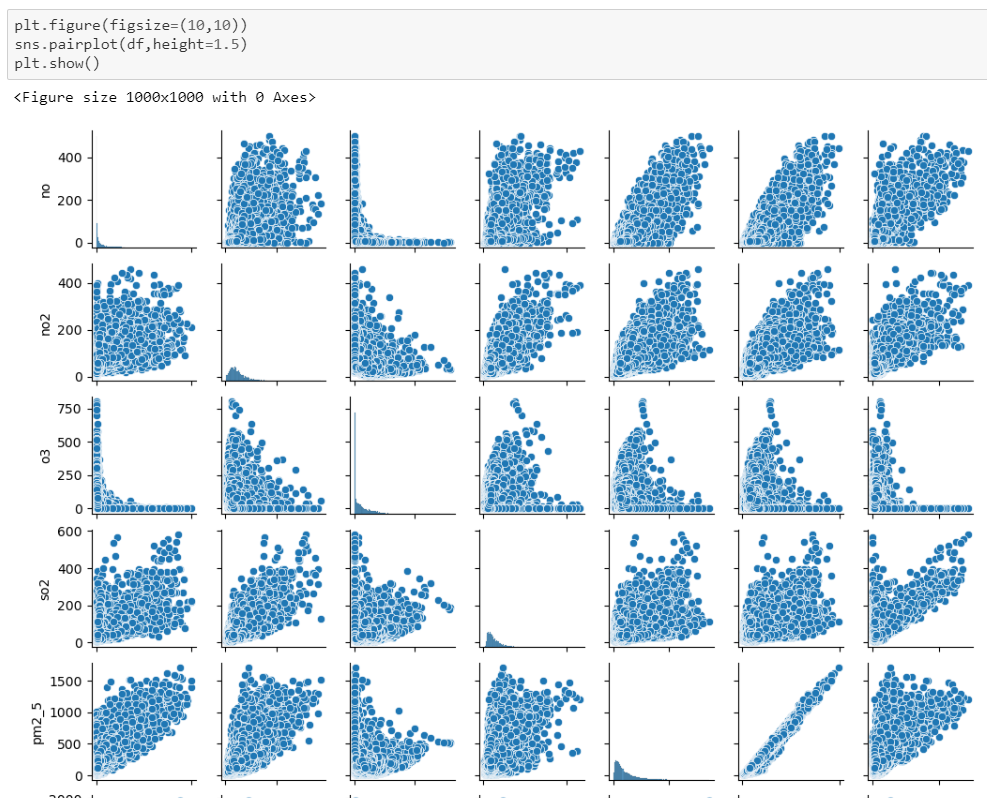 plt.figure(figsize=(10,10))
sns.pairplot(df,height=1.5)
plt.show()
<Figure size 1000x1000 with 0 Axes>
400
200
0
no
400
200
0
no2
750
500
250
0
o3
600
400
200
0
so2
1500
1000
500
0
pm2_5